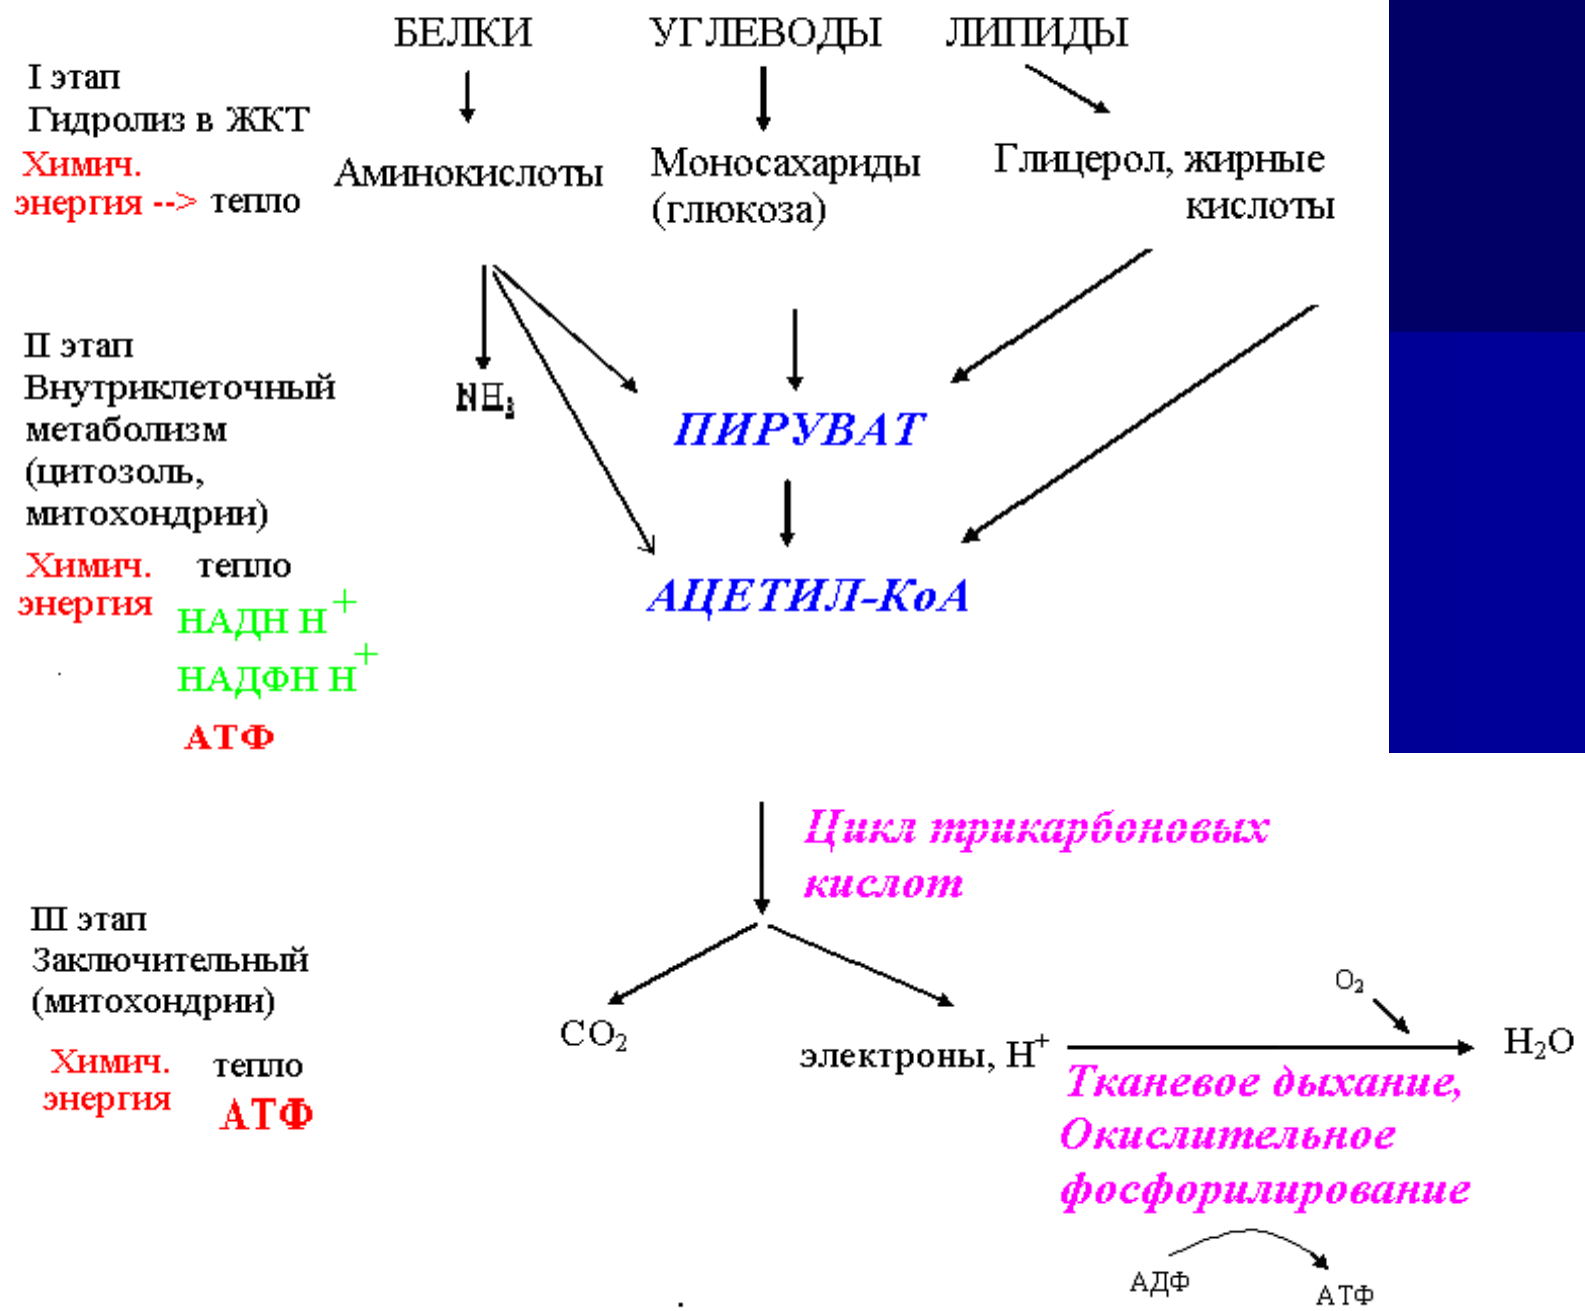 БЕЛКИ УГЛЕВОДЫ ЛИПИДЫ
I этап
Гидролиз в ЖКТ
Химич.
энергия --> тепло
Аминокислоты
Моносахариды
(глюкоза)
Глицерол, жирные
кислоты
II этап
Внутриклеточный
метаболизм
(цитозоль,
митохондрии)
NH3
ПИРУВАТ
Химич. тепло
энергия
НАДН Н+
НАДФН Н+
АТФ
АЦЕТИЛ-КоА
Цикл трикарбоновых
кислот
III этап
Заключительный
(митохондрии)
Химич. тепло
энергия
АТФ
CO2
электроны, Н+
O2
H2O
Тканевое дыхание,
Окислительное
фосфорилирование
АДФ
АТФ